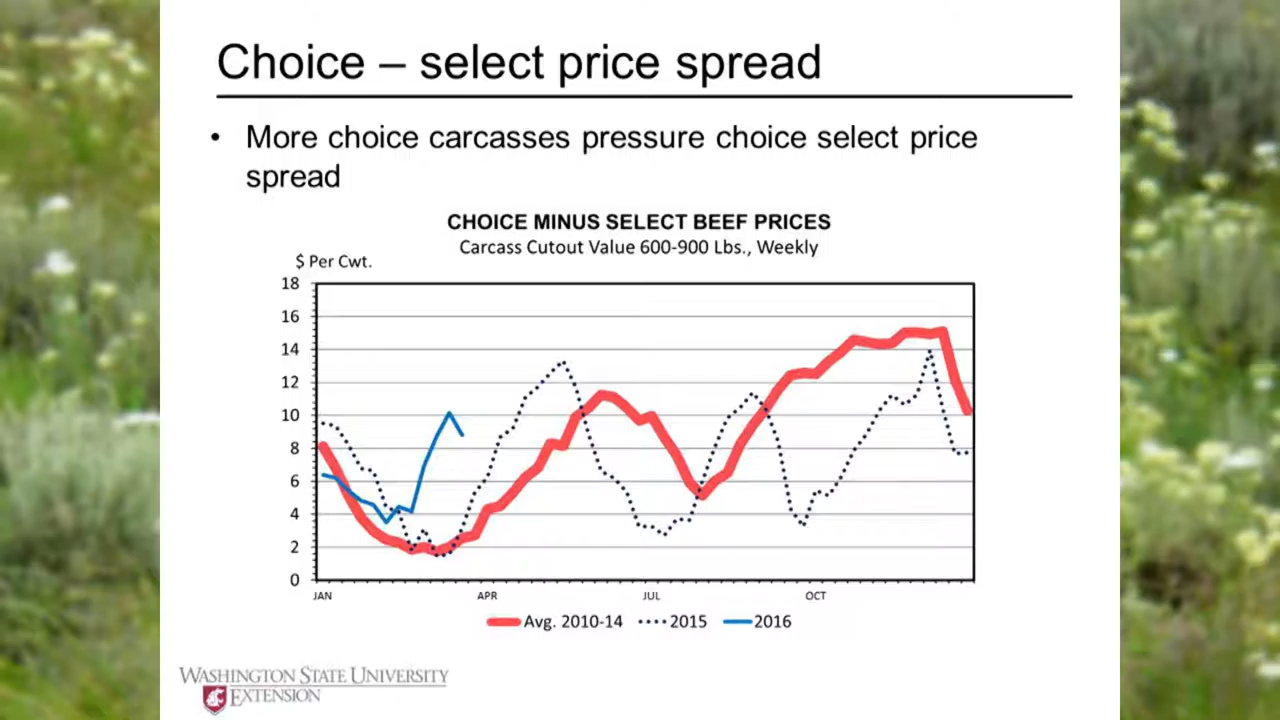 Choice – select price spread
• More choice carcasses pressure choice select price
spread
CHOICE MINUS SELECT BEEF PRICES
Carcass Cutout Value 600-900 Lbs., Weekly
$ Per Cwt.
18
16
14
12
10
8
6
4
2
0
JAN APR JUL OCT
Avg. 2010-14 2015 2016
WASHINGTON STATE UNIVERSITY
EXTENSION